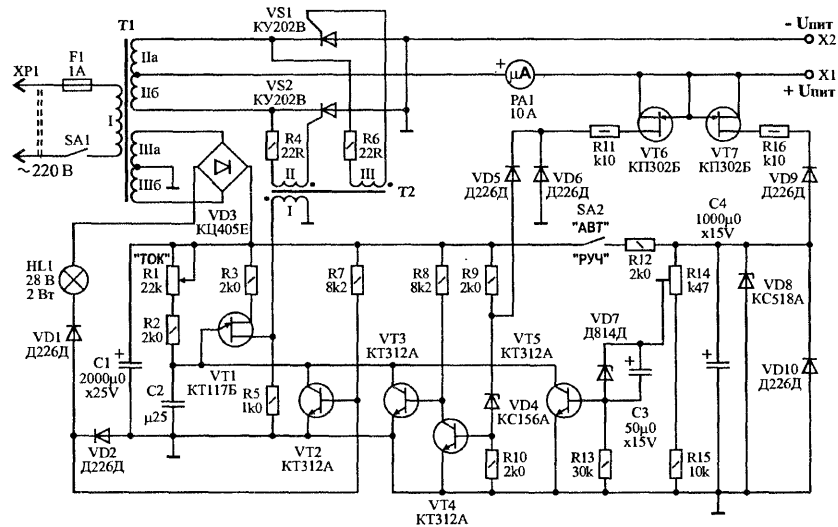 T1
VS1
КУ202В
- Uпит
X2
F1
1А
XP1
IIа
IIб
I
VS2
КУ202В
+
μA
PA1
10 А
X1
+ Uпит
SA1
~220 В
IIIа
IIIб
R4
22R
R6
22R
II
III
T2
I
VD3
КЦ405Е
R11
k10
VT6
КП302Б
VT7
КП302Б
R16
k10
VD5
Д226Д
VD6
Д226Д
VD9
Д226Д
SA2
"АВТ"
"РУЧ"
C4
1000μ0
x15V
HL1
28 В
2 Вт
"ТОК"
R1
22k
R3
2k0
R7
8k2
R8
8k2
R9
2k0
R12
2k0
R14
k47
VD8
КС518А
VD1
Д226Д
R2
2k0
VT3
КТ312А
VT5
КТ312А
VD7
Д814Д
+
C1
2000μ0
x25V
+
VD10
Д226Д
C2
μ25
VT1
КТ117Б
R5
1k0
VD4
КС156А
+
C3
50μ0
x15V
VD2
Д226Д
VT2
КТ312А
R10
2k0
R13
30k
R15
10k
VT4
КТ312А